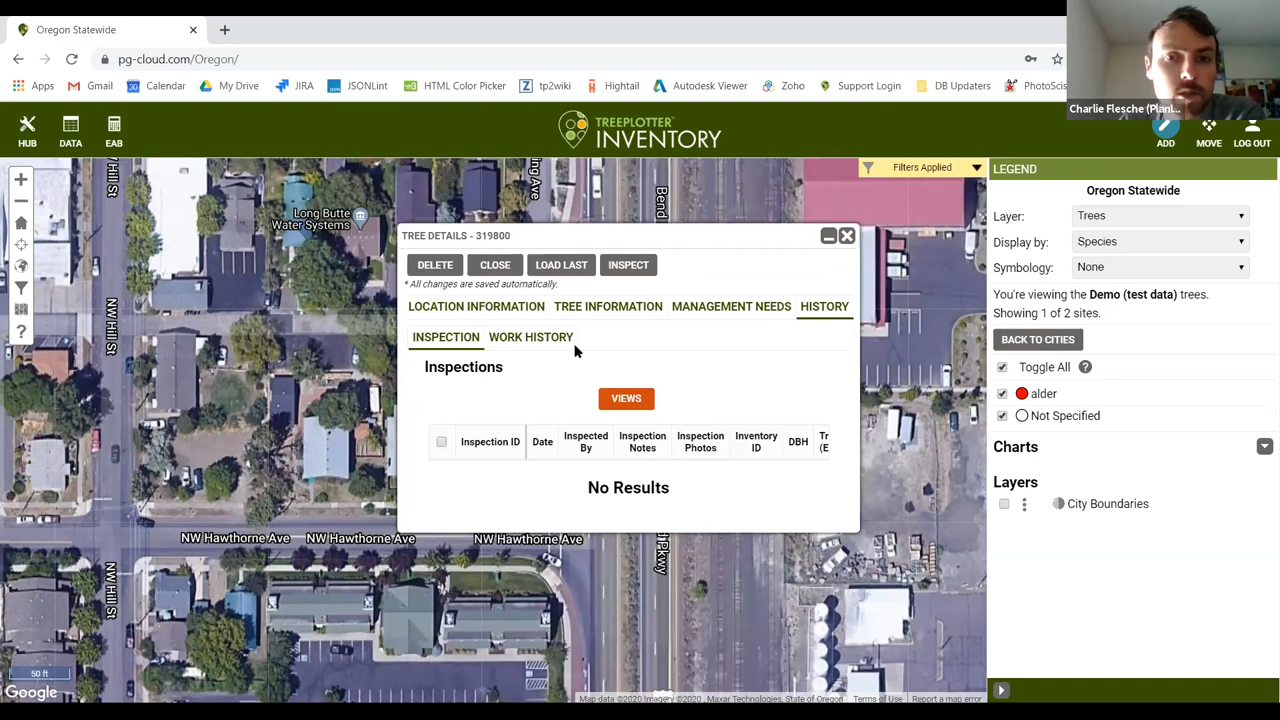 Oregon Statewide
pg-cloud.com/Oregon/
Apps
Gmail
Calendar
My Drive
JIRA
JSONLint
HTML Color Picker
tp2wiki
Hightail
Autodesk Viewer
Zoho
Support Login
DB Updaters
PhotoSci
Charlie Flesche (PlanI...
HUB
DATA
EAB
TREEPLOTTER
INVENTORY
ADD
MOVE
LOG OUT
Filters Applied
LEGEND
Oregon Statewide
Layer:
Trees
Display by:
Species
Symbology:
None
You're viewing the Demo (test data) trees.
Showing 1 of 2 sites.
BACK TO CITIES
Toggle All
alder
Not Specified
Charts
Layers
City Boundaries
Long Butte
Water Systems
TREE DETAILS - 319800
DELETE
CLOSE
LOAD LAST
INSPECT
* All changes are saved automatically.
LOCATION INFORMATION
TREE INFORMATION
MANAGEMENT NEEDS
HISTORY
INSPECTION
WORK HISTORY
Inspections
VIEWS
Inspection ID
Date
Inspected
By
Inspection
Notes
Inspection
Photos
Inventory
ID
DBH
Tr
(E
No Results
NW Hill St
NW Hill St
NW Hawthorne Ave
NW Hawthorne Ave
NW Hawthorne Ave
NW Hill St
Bend
Pkwy
50 ft
Google
Map data ©2020 Imagery ©2020 , Maxar Technologies, State of Oregon
Terms of Use
Report a map error